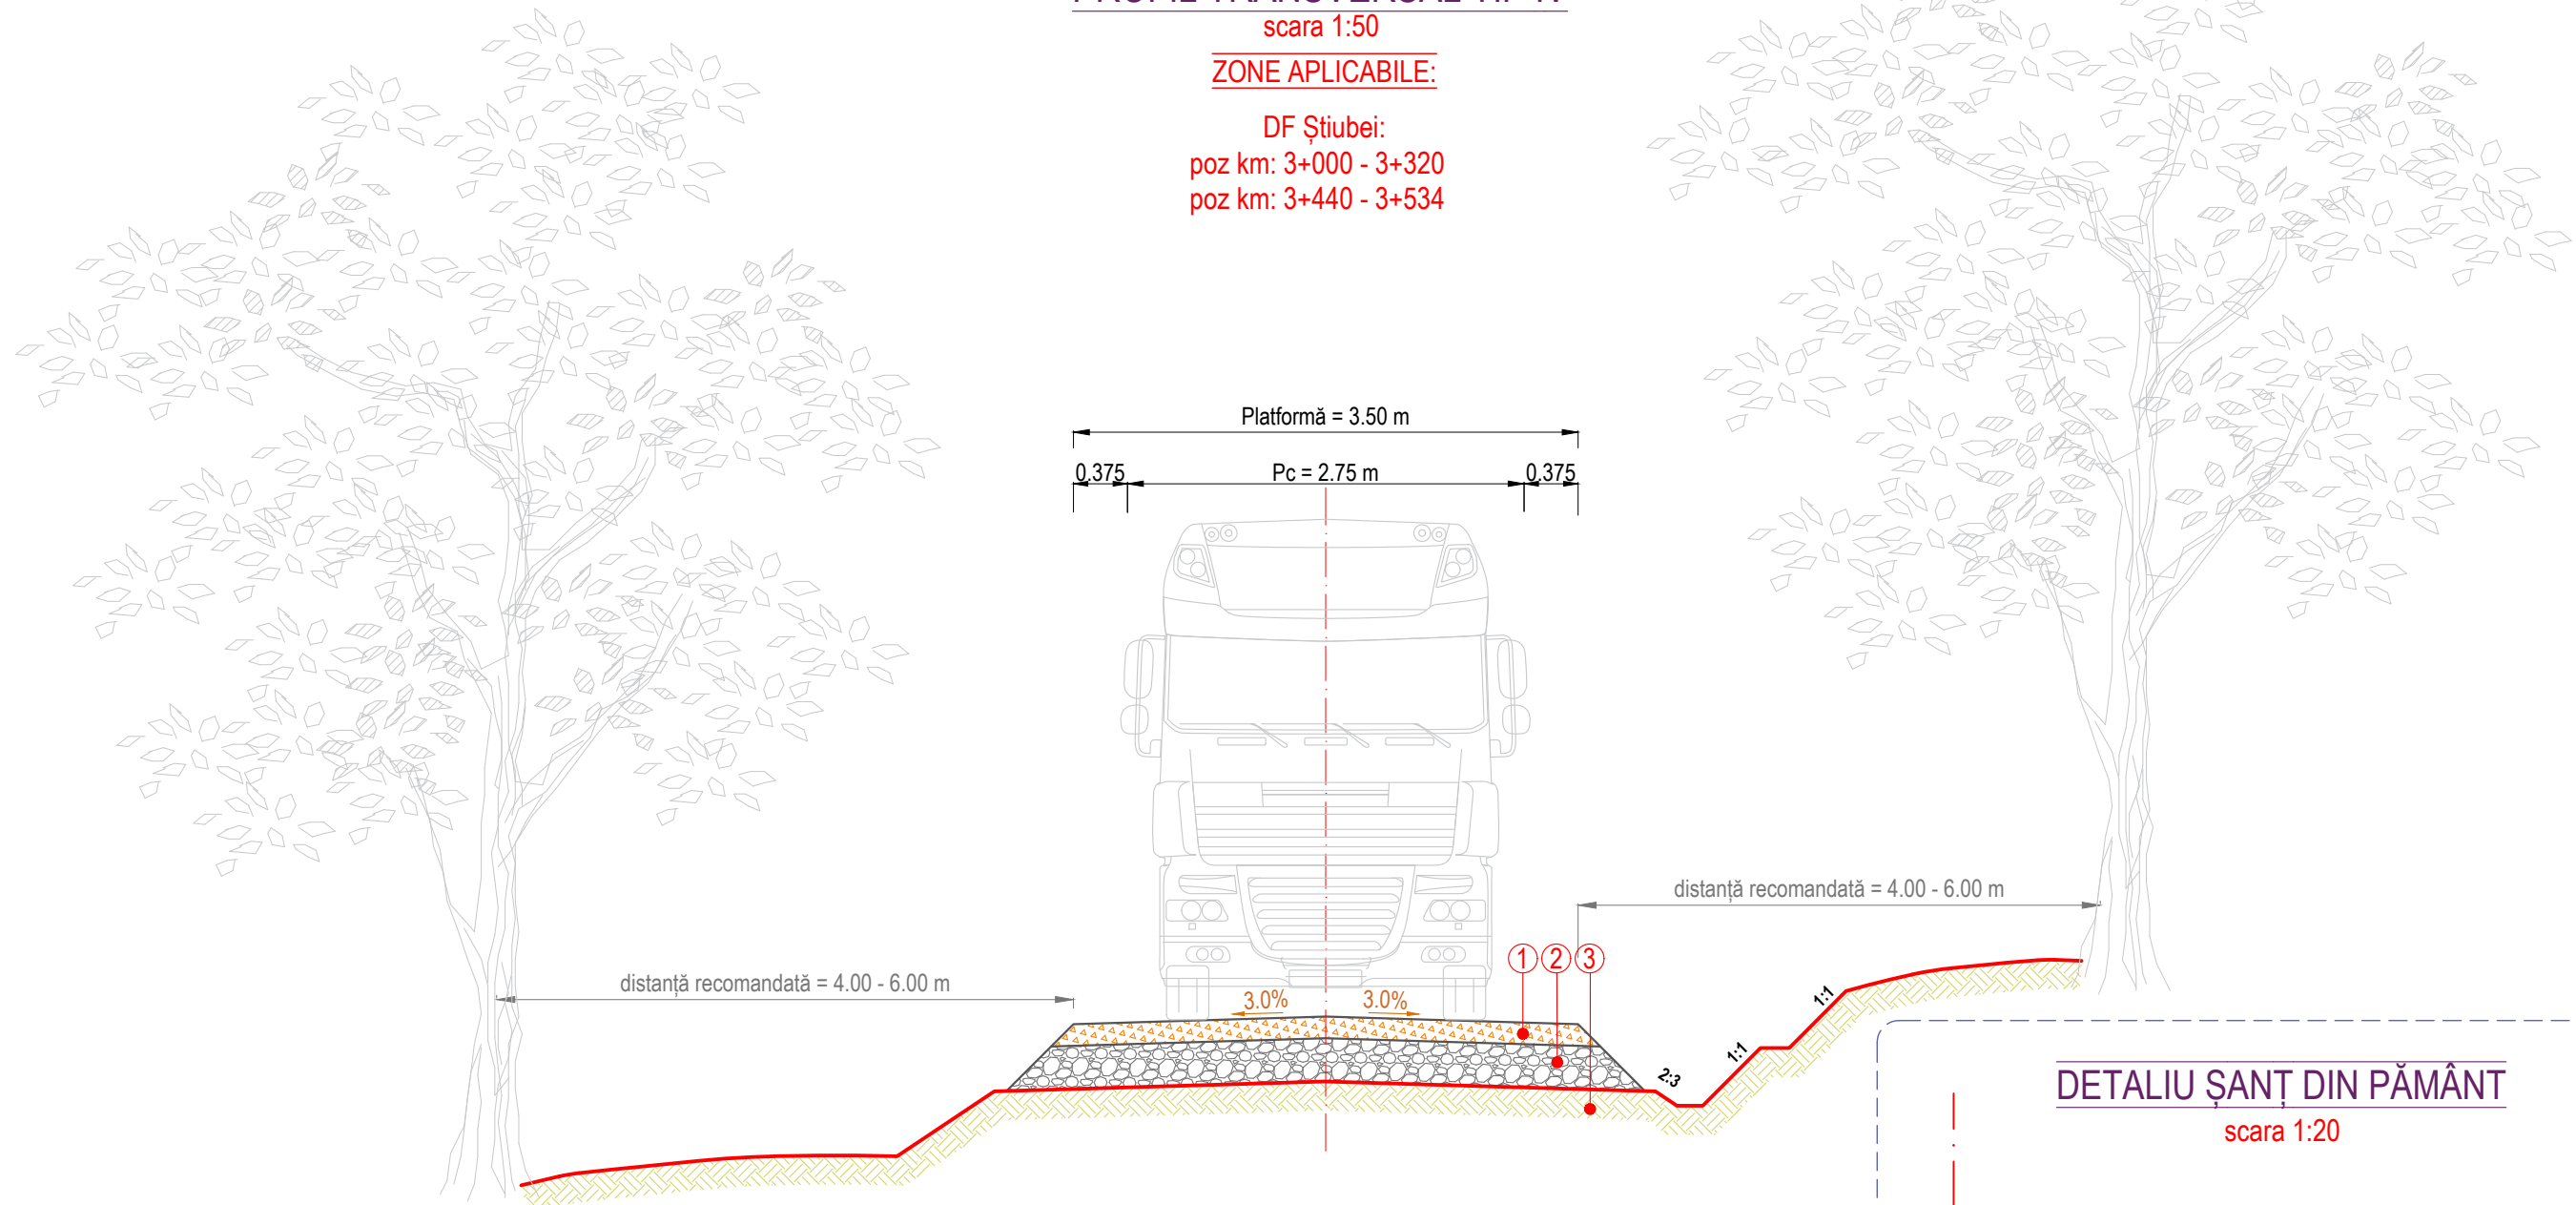 scara 1:50
ZONE APLICABILE:
DF Știubei:
poz km: 3+000 - 3+320
poz km: 3+440 - 3+534
Platformă = 3.50 m
0.375 Pc = 2.75 m 0.375
distanță recomandată = 4.00 - 6.00 m
1 2 3
distanță recomandată = 4.00 - 6.00 m
3.0% 3.0%
1:1
1:1
2:3
DETALIU ȘANȚ DIN PĂMÂNT
scara 1:20